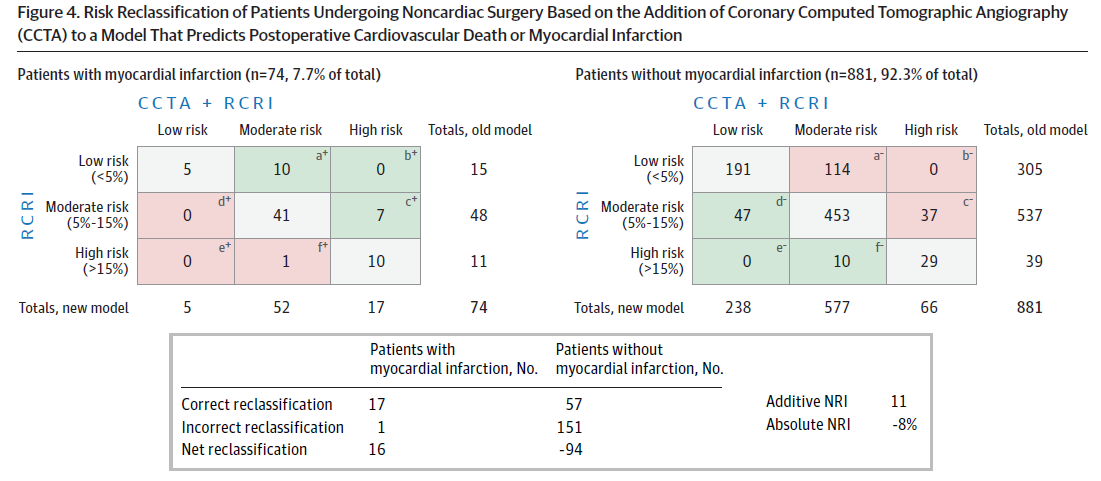 Figure 4. Risk Reclassification of Patients Undergoing Noncardiac Surgery Based on the Addition of Coronary Computed Tomographic Angiography
(CCTA) to a Model That Predicts Postoperative Cardiovascular Death or Myocardial Infarction
Patients with myocardial infarction (n=74, 7.7% of total)
CCTA + RCRI
Low risk Moderate risk High risk Totals, old model
RCRI
Low risk
(<5%)
5 10 a+ 0 b+ 15
Moderate risk
(5%-15%)
0 d+ 41 7 c+ 48
High risk
(>15%)
0 e+ 1 f+ 10 11
Totals, new model 5 52 17 74
Patients without myocardial infarction (n=881, 92.3% of total)
CCTA + RCRI
Low risk Moderate risk High risk Totals, old model
RCRI
Low risk
(<5%)
191 114 a- 0 b- 305
Moderate risk
(5%-15%)
47 d- 453 37 c- 537
High risk
(>15%)
0 e- 10 f- 29 39
Totals, new model 238 577 66 881
Patients with
myocardial infarction, No.
Patients without
myocardial infarction, No.
Correct reclassification 17 57
Incorrect reclassification 1 151
Net reclassification 16 -94
Additive NRI 11
Absolute NRI -8%